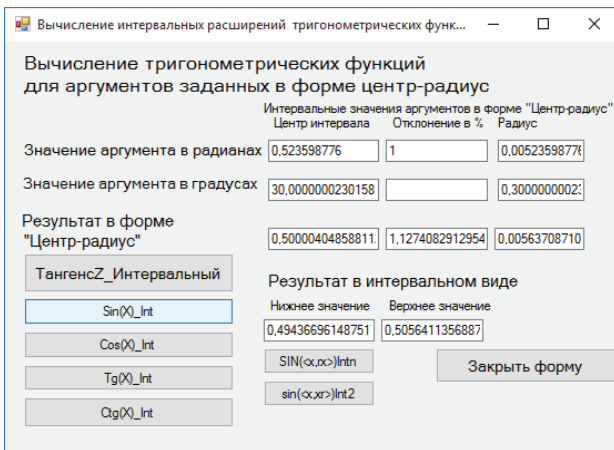 Вычисление интервальных расширений тригонометрических функ...
Вычисление тригонометрических функций
для аргументов заданных в форме центр-радиус
Интервальные значения аргументов в форме "Центр-радиус"
Центр интервала Отклонение в % Радиус
Значение аргумента в радианах 0,523598776 1 0,00523598776
Значение аргумента в градусах 30,0000000230158 0,3000000002
Результат в форме
"Центр-радиус" 0,5000040485881 1,1274082912954 0,00563708710
ТангенсZ_Интервальный
Результат в интервальном виде
Sin(X)_Int
Нижнее значение Верхнее значение
0,49436696148751 0,5056411356887
Cos(X)_Int
SIN(<x,rx>)Intn
Закрыть форму
Tg(X)_Int
sin(<x,xr>)Int2
Ctg(X)_Int